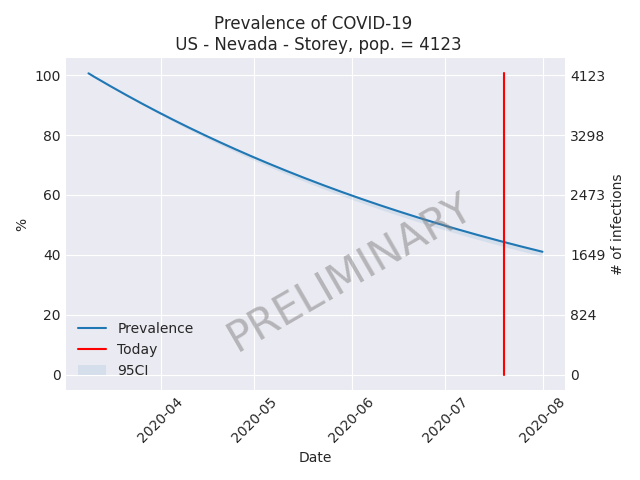 Prevalence of COVID-19
US - Nevada - Storey, pop. = 4123
100
80
60
40
20
0
%
4123
3298
2473
1649
824
0
# of infections
PRELIMINARY
Prevalence
Today
95CI
2020-04
2020-05
2020-06
2020-07
2020-08
Date